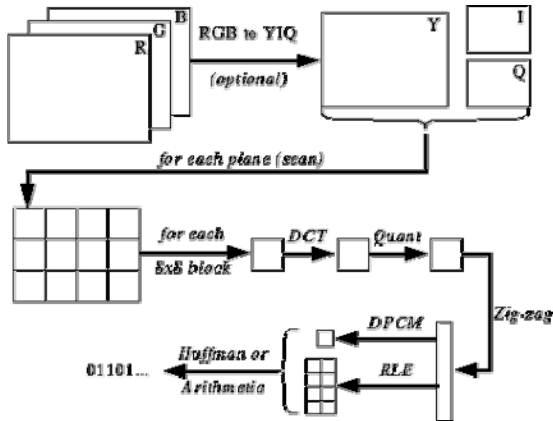 B
G
R
RGB to YIQ
(optional)
Y
I
Q
for each plane (scan)
for each
8x8 block
DCT
Quant
Zig-zag
DPCM
RLE
Huffman or
Arithmetic
01101...